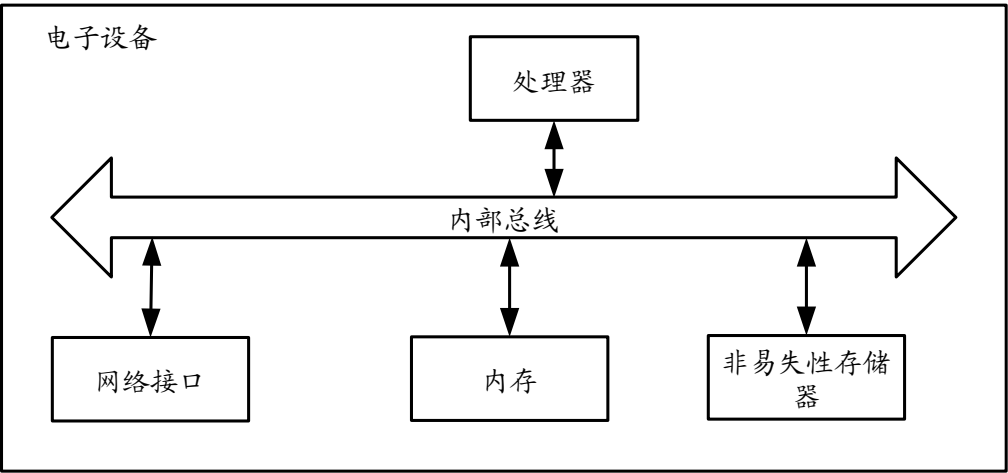 电子设备
处理器
内部总线
网络接口
内存
非易失性存储
器